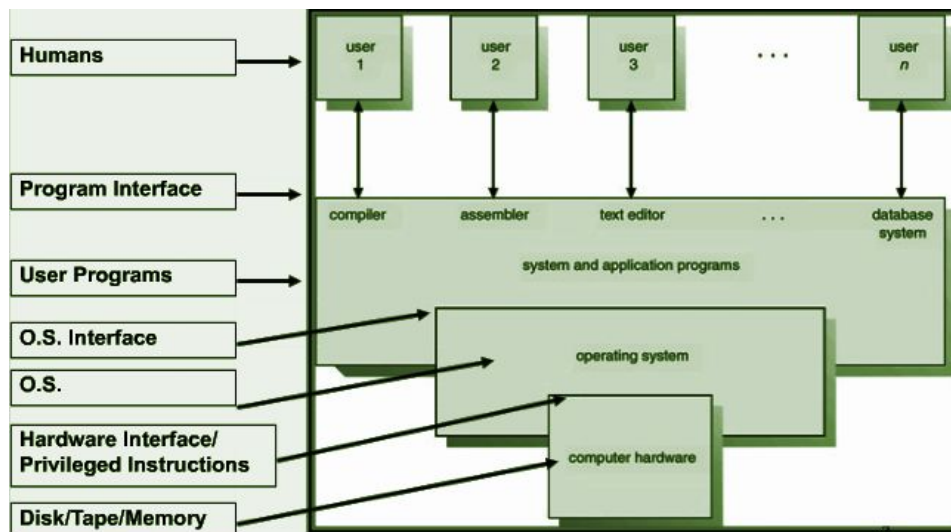 Humans
Program Interface
User Programs
O.S. Interface
O.S.
Hardware Interface/
Privileged Instructions
Disk/Tape/Memory
user
1
user
2
user
3
. . .
user
n
compiler
assembler
text editor
. . .
database
system
system and application programs
operating system
computer hardware